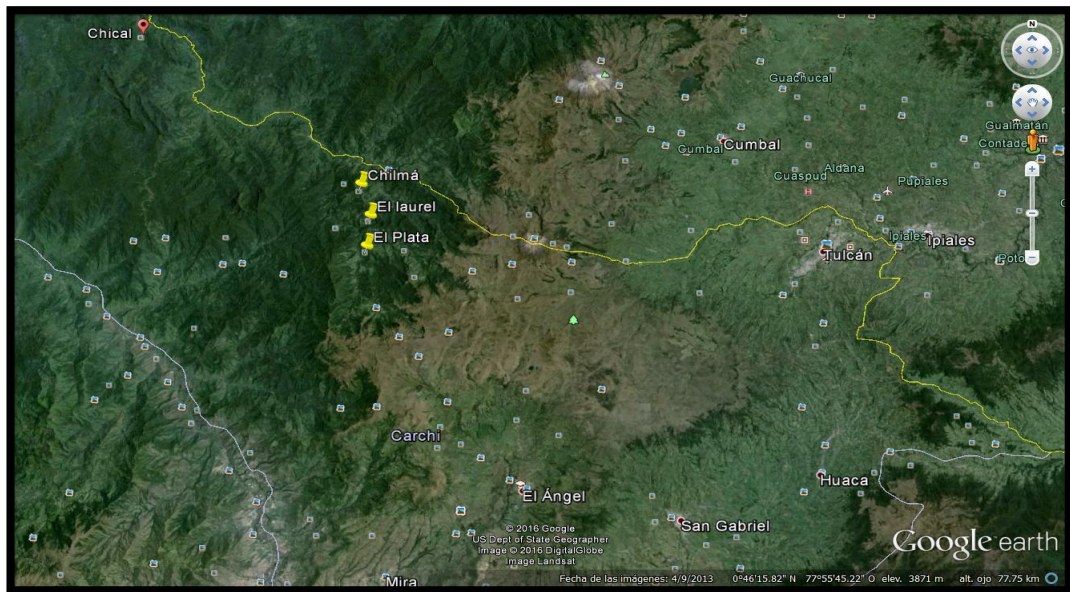 Chical
N
Guachucal
Gualmatán
Cumbal
Cumbal
Aldana
Cuaspud
Pupiales
Chilmá
El laurel
El Plata
Ipiales
Ipiales
Tulcán
Carchi
El Ángel
Huaca
San Gabriel
Mira
© 2016 Google
US Dept of State Geographer
Image © 2016 DigitalGlobe
Image Landsat
Google earth
Fecha de las imágenes: 4/9/2013 0°46'15.82" N 77°55'45.22" O elev. 3871 m alt. ojo 77.75 km